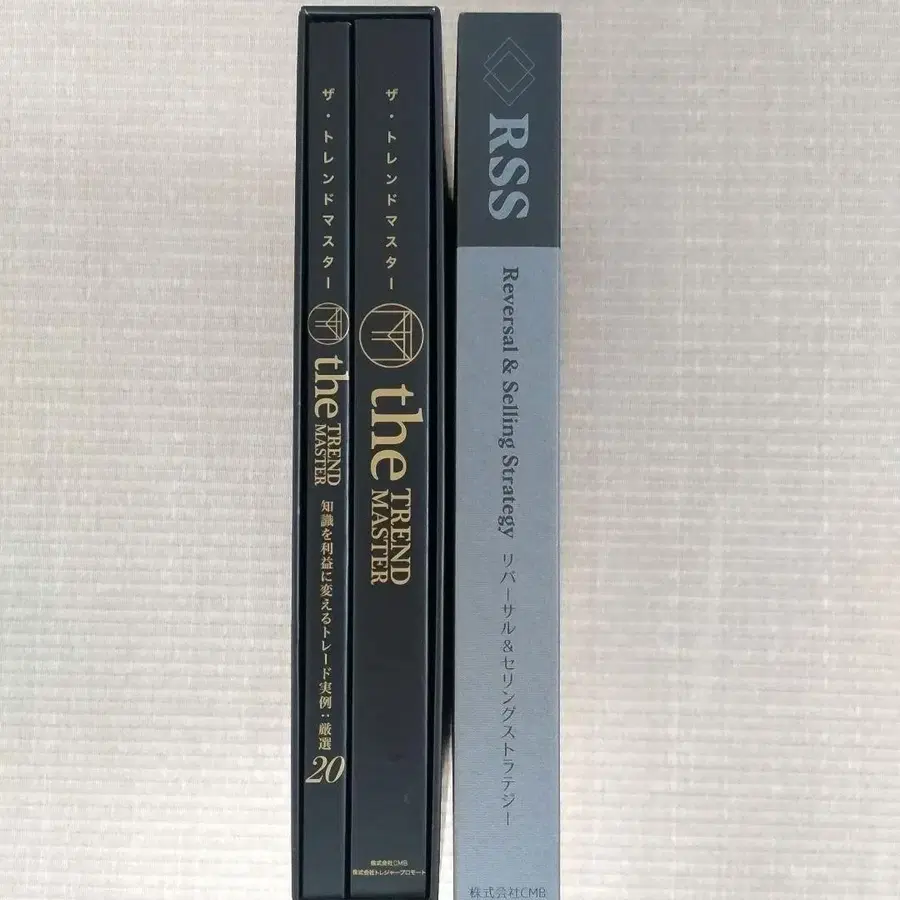 ザ・トレンドマスター
the
TREND
MASTER
知識を利益に変えるトレード実例：厳選
20
ザ・トレンドマスター
the
TREND
MASTER
株式会社CMB
株式会社トレジャープロモート
RSS
Reversal & Selling Strategy リバーサル&セリングストラテジー
株式会社CMB